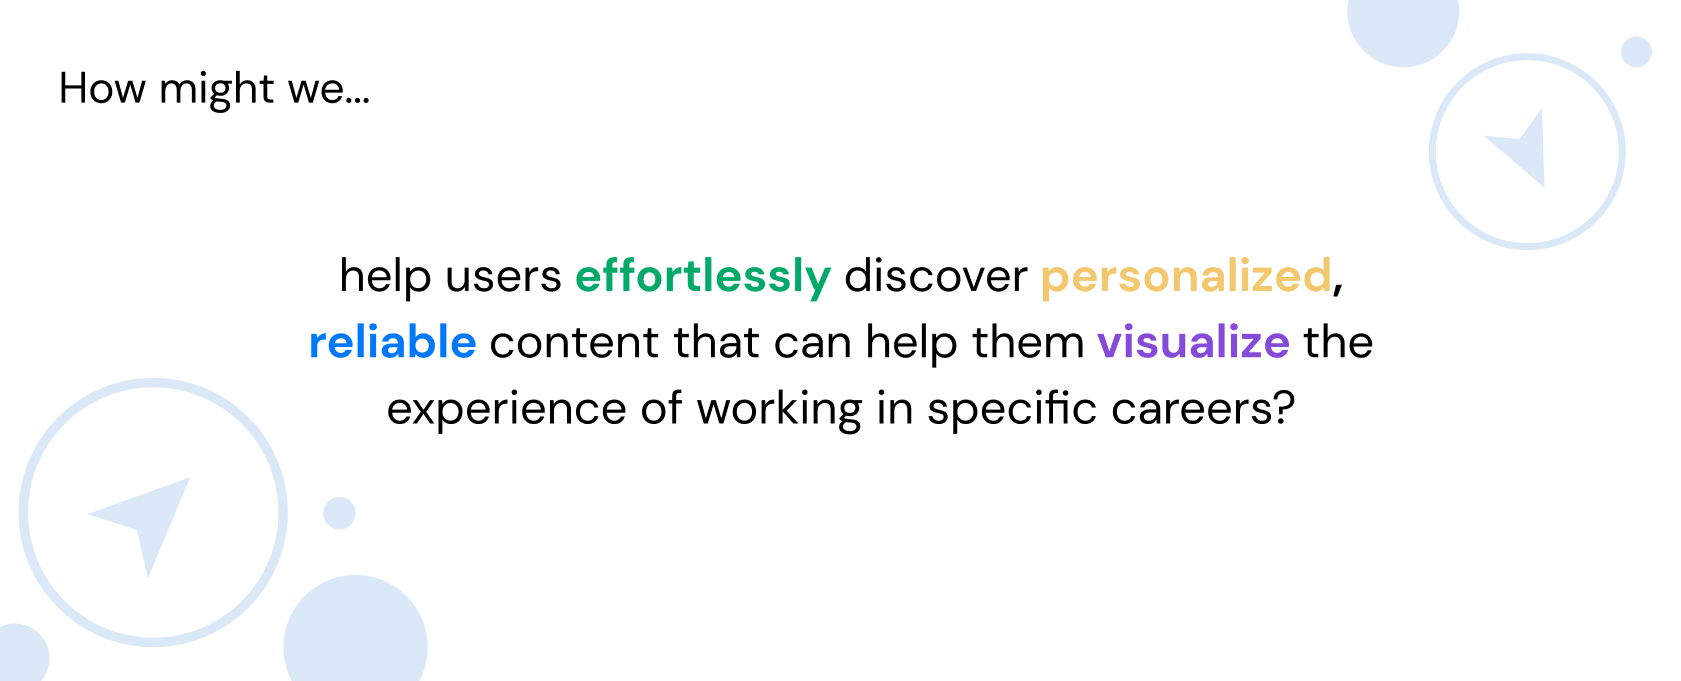 How might we...
help users effortlessly discover personalized,
reliable content that can help them visualize the
experience of working in specific careers?